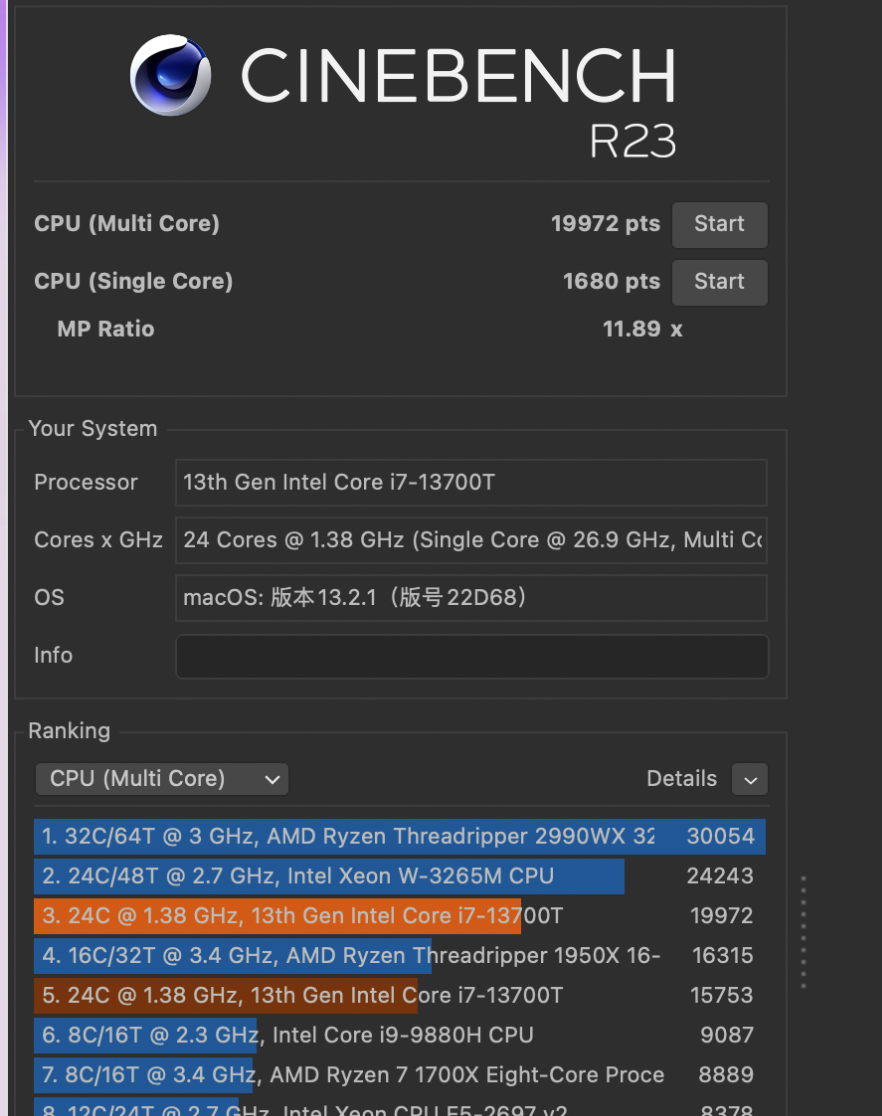 CINEBENCH
R23
CPU (Multi Core) 19972 pts Start
CPU (Single Core) 1680 pts Start
MP Ratio 11.89 x
Your System
Processor 13th Gen Intel Core i7-13700T
Cores x GHz 24 Cores @ 1.38 GHz (Single Core @ 26.9 GHz, Multi Co
OS macOS: 版本 13.2.1（版号 22D68）
Info
Ranking
CPU (Multi Core) Details
1. 32C/64T @ 3 GHz, AMD Ryzen Threadripper 2990WX 32 30054
2. 24C/48T @ 2.7 GHz, Intel Xeon W-3265M CPU 24243
3. 24C @ 1.38 GHz, 13th Gen Intel Core i7-13700T 19972
4. 16C/32T @ 3.4 GHz, AMD Ryzen Threadripper 1950X 16- 16315
5. 24C @ 1.38 GHz, 13th Gen Intel Core i7-13700T 15753
6. 8C/16T @ 2.3 GHz, Intel Core i9-9880H CPU 9087
7. 8C/16T @ 3.4 GHz, AMD Ryzen 7 1700X Eight-Core Proce 8889
8. 12C/24T @ 2.7 GHz, Intel Xeon CPU E5-2697 v2 8378